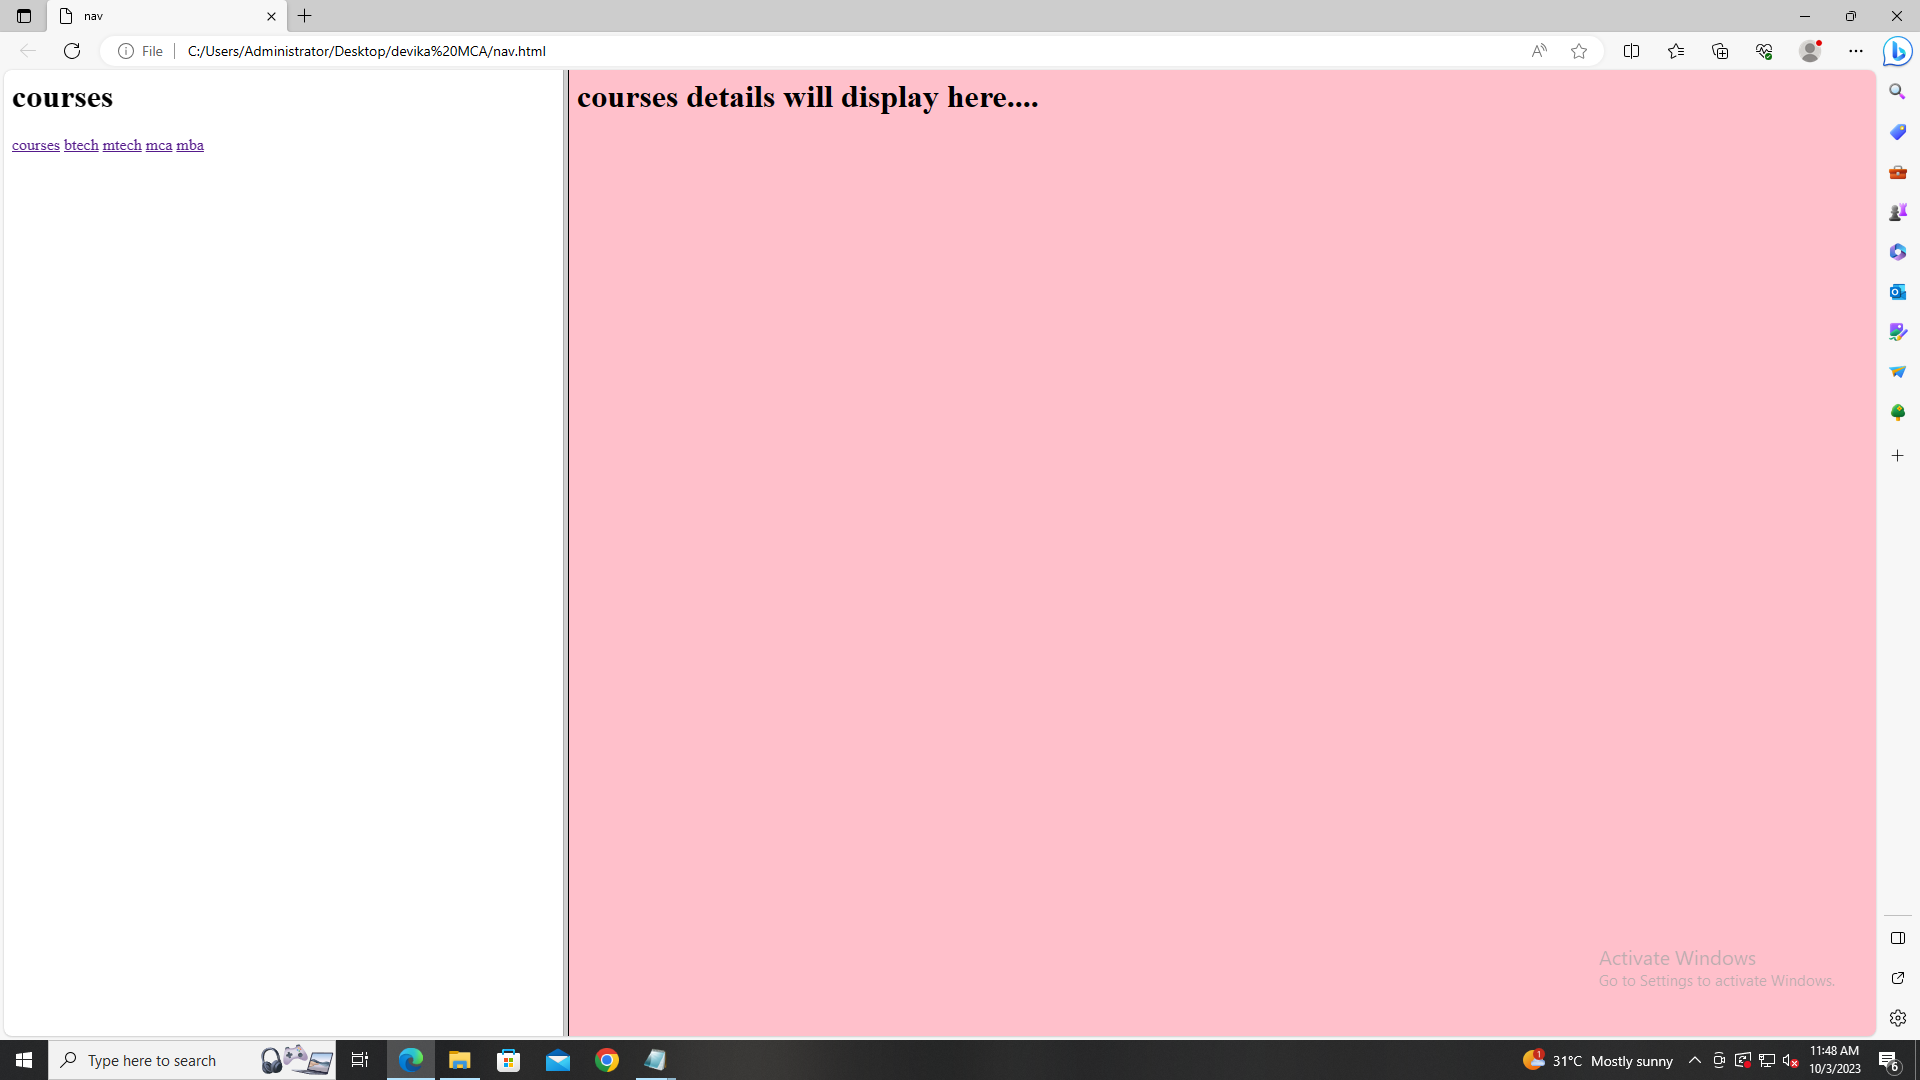 nav
File
C:/Users/Administrator/Desktop/devika%20MCA/nav.html
courses
courses btech mtech mca mba
courses details will display here....
Activate Windows
Go to Settings to activate Windows.
Type here to search
1
31°C Mostly sunny
11:48 AM
10/3/2023
6